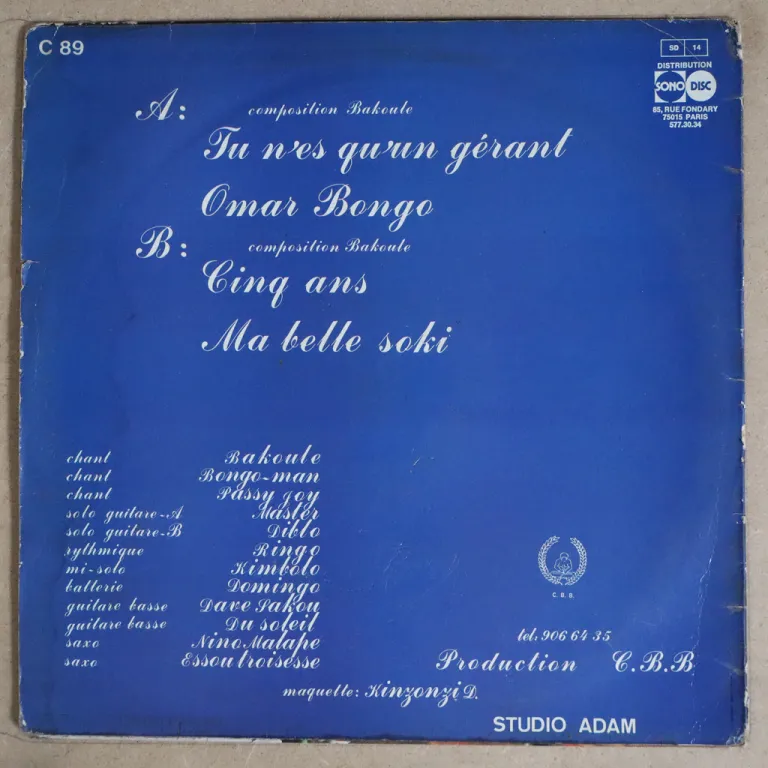 C 89
SD 14
DISTRIBUTION
SONO DISC
65, RUE FONDARY
75015 PARIS
577.30.34
A: composition Bakoule
Tu n'es qu'un gérant
Omar Bongo
B: composition Bakoule
Cinq ans
Ma belle soki
chant Bakoule
chant Bongo-man
chant Passy joy
solo guitare-A Master
solo guitare-B Diblo
rythmique Ringo
mi-solo Kimbolo
batterie Domingo
guitare basse Dave Pakou
guitare basse Du soleil
saxo Nino Malape
saxo Essou troisesse
C. B. B.
tel. 906 64 35
Production C.B.B
maquette: Kinzonzi D.
STUDIO ADAM